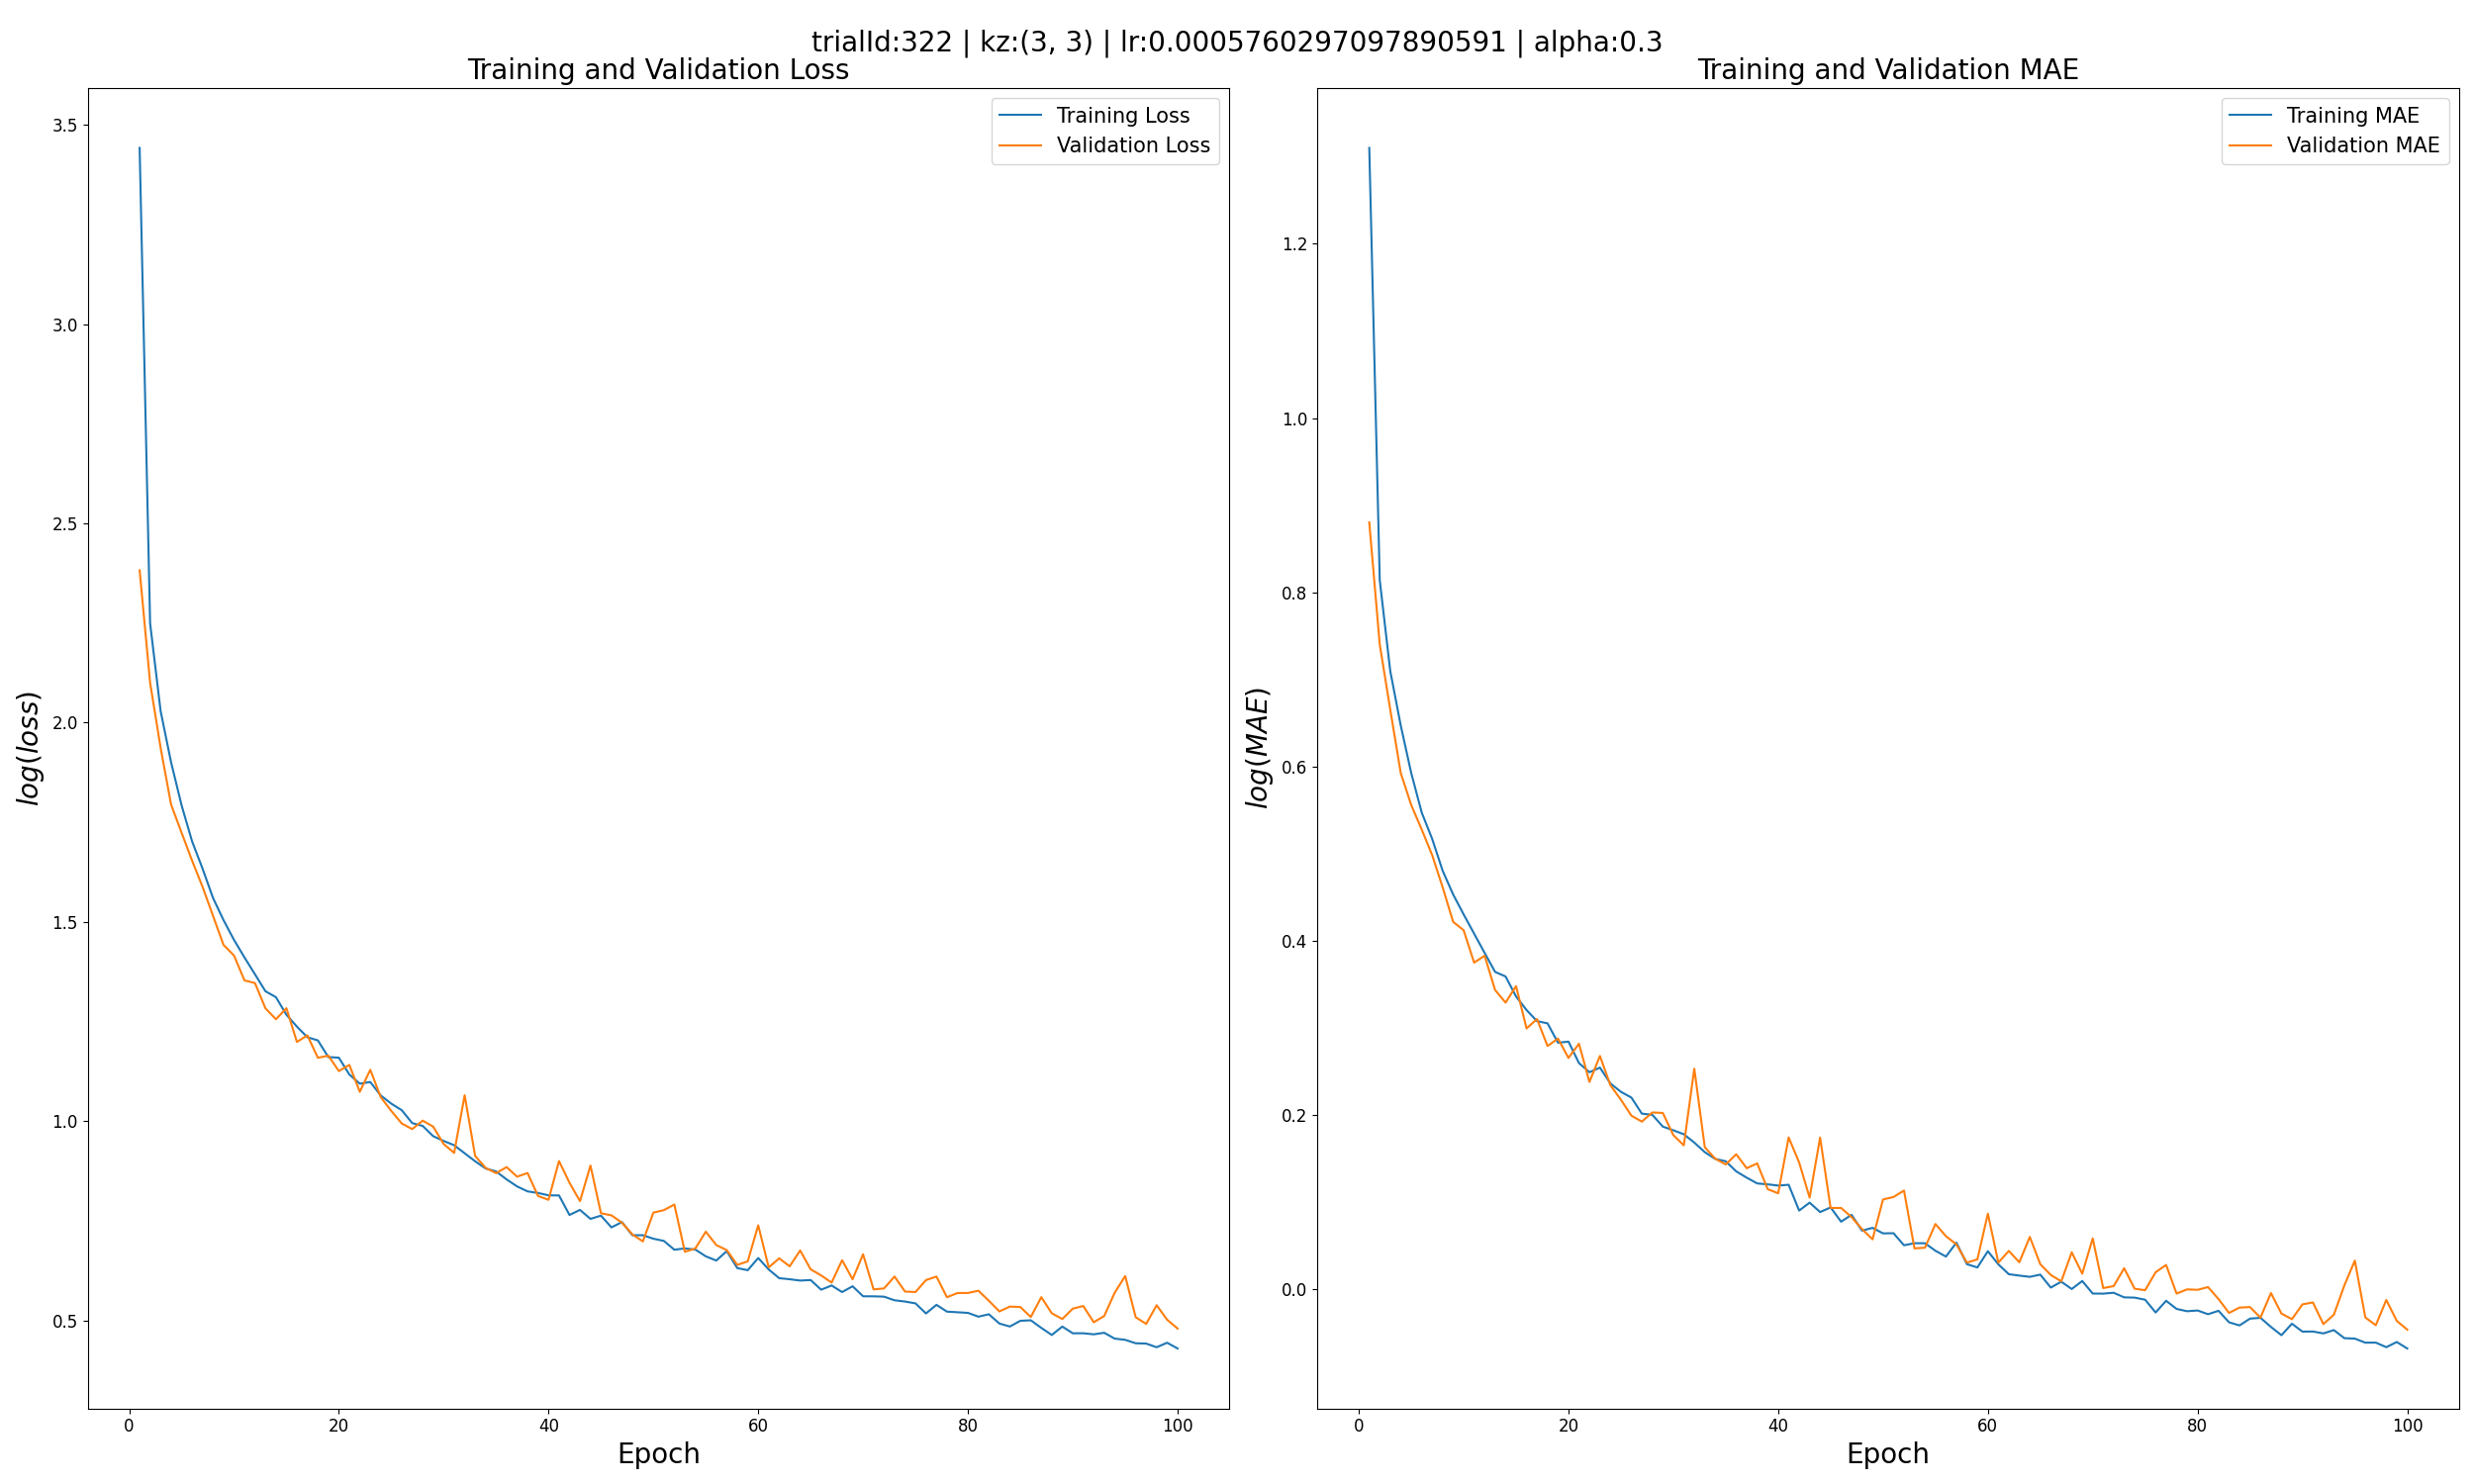 trialId:322 | kz:(3, 3) | lr:0.0005760297097890591 | alpha:0.3
Training and Validation Loss
Training Loss
Validation Loss
3.5
3.0
2.5
2.0
1.5
1.0
0.5
log(loss)
0 20 40 60 80 100
Epoch
Training and Validation MAE
Training MAE
Validation MAE
1.2
1.0
0.8
0.6
0.4
0.2
0.0
log(MAE)
0 20 40 60 80 100
Epoch